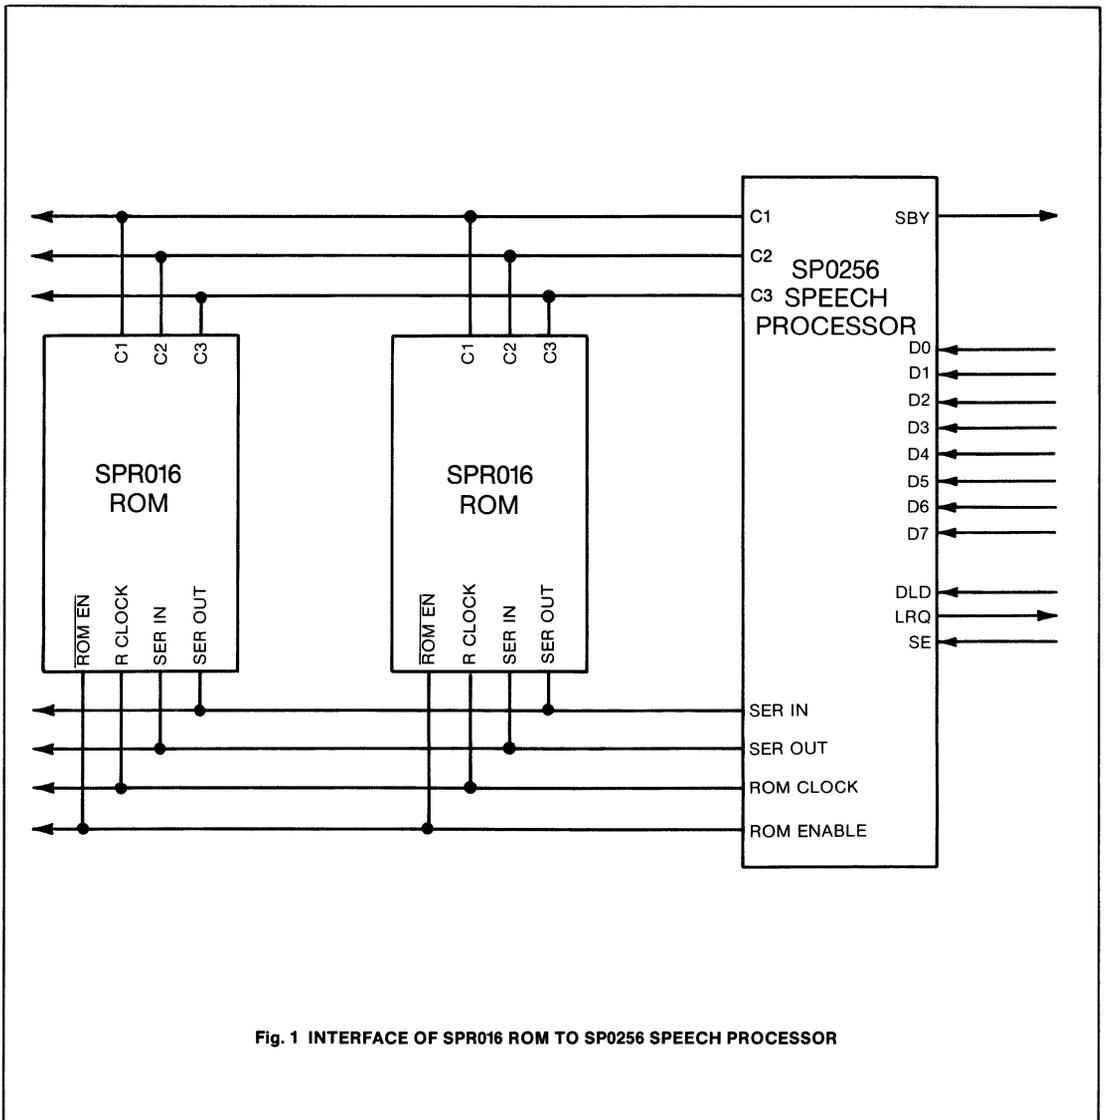 C1
SBY
C2
SP0256
C3
SPEECH
PROCESSOR
C1
C2
C3
C1
C2
C3
D0
D1
D2
D3
D4
SPR016
ROM
SPR016
ROM
D5
D6
D7
ROM EN
R CLOCK
SER IN
SER OUT
ROM EN
R CLOCK
SER IN
SER OUT
DLD
LRQ
SE
SER IN
SER OUT
ROM CLOCK
ROM ENABLE
Fig. 1 INTERFACE OF SPR016 ROM TO SP0256 SPEECH PROCESSOR